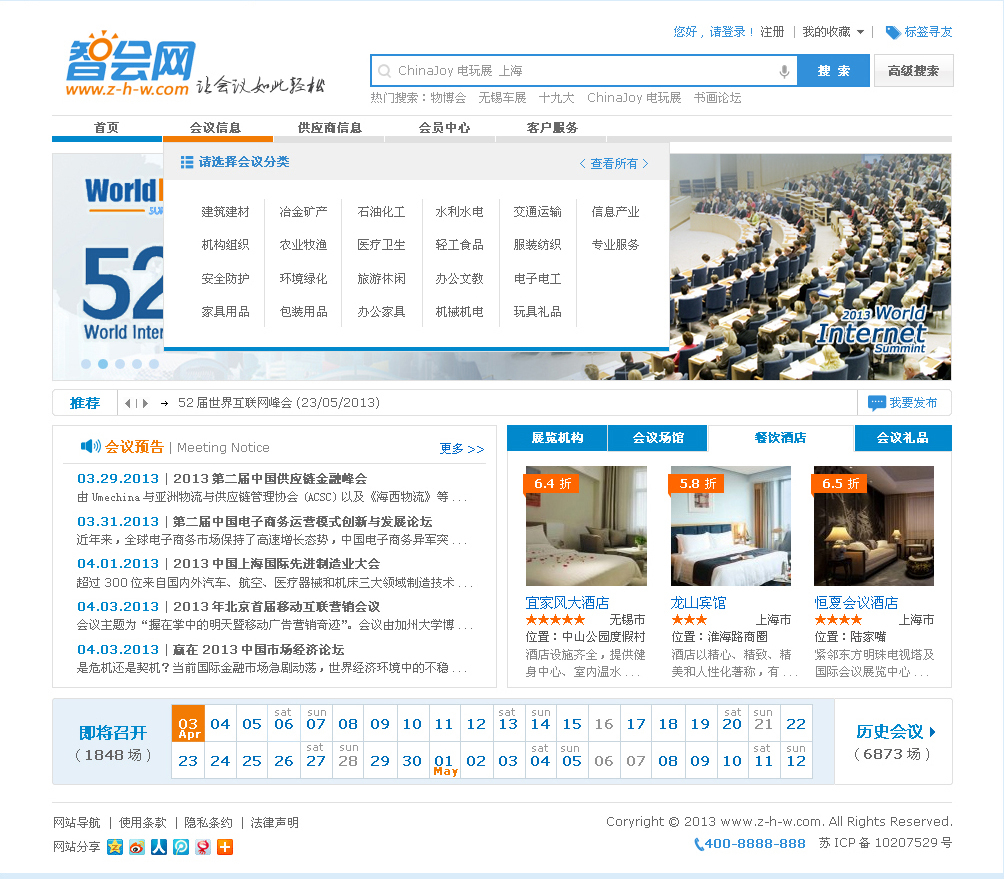 您好，请登录！ 注册 | 我的收藏 | 标签寻友
智会网
www.z-h-w.com 让会议如此轻松
ChinaJoy 电玩展 上海
搜 索
高级搜索
热门搜索：物博会 无锡车展 十九大 ChinaJoy 电玩展 书画论坛
首页 会议信息 供应商信息 会员中心 客户服务
请选择会议分类 查看所有
建筑建材 冶金矿产 石油化工 水利水电 交通运输 信息产业
机构组织 农业牧渔 医疗卫生 轻工食品 服装纺织 专业服务
安全防护 环境绿化 旅游休闲 办公文教 电子电工
家具用品 包装用品 办公家具 机械机电 玩具礼品
World
52
World Inter
2013 World
Internet
Summint
推荐 52 届世界互联网峰会 (23/05/2013) 我要发布
会议预告 | Meeting Notice 更多 >>
03.29.2013 | 2013 第二届中国供应链金融峰会
由 Umechina 与亚洲物流与供应链管理协会 (ACSC) 以及《海西物流》等 . . .
03.31.2013 | 第二届中国电子商务运营模式创新与发展论坛
近年来，全球电子商务市场保持了高速增长态势，中国电子商务异军突 . . .
04.01.2013 | 2013 中国上海国际先进制造业大会
超过 300 位来自国内外汽车、航空、医疗器械和机床三大领域制造技术 . . .
04.03.2013 | 2013 年北京首届移动互联营销会议
会议主题为“握在掌中的明天暨移动广告营销奇迹”。会议由加州大学博 . . .
04.03.2013 | 赢在 2013 中国市场经济论坛
是危机还是契机？当前国际金融市场急剧动荡，世界经济环境中的不稳 . . .
展览机构 会议场馆 餐饮酒店 会议礼品
6.4 折
宜家风大酒店
★★★★★ 无锡市
位置：中山公园度假村
酒店设施齐全，提供健
身中心、室内温水 . . .
5.8 折
龙山宾馆
★★★ 上海市
位置：淮海路商圈
酒店以精心、精致、精
美和人性化著称，有 . . .
6.5 折
恒夏会议酒店
★★★★ 上海市
位置：陆家嘴
紧邻东方明珠电视塔及
国际会议展览中心 . . .
即将召开
（1848 场）
03 Apr 04 05 sat 06 sun 07 08 09 10 11 12 sat 13 sun 14 15 16 17 18 19 sat 20 sun 21 22
23 24 25 26 sat 27 sun 28 29 30 01 May 02 03 sat 04 sun 05 06 07 08 09 10 sat 11 sun 12
历史会议
（6873 场）
网站导航 | 使用条款 | 隐私条约 | 法律声明
Copyright © 2013 www.z-h-w.com. All Rights Reserved.
网站分享
400-8888-888 苏 ICP 备 10207529 号